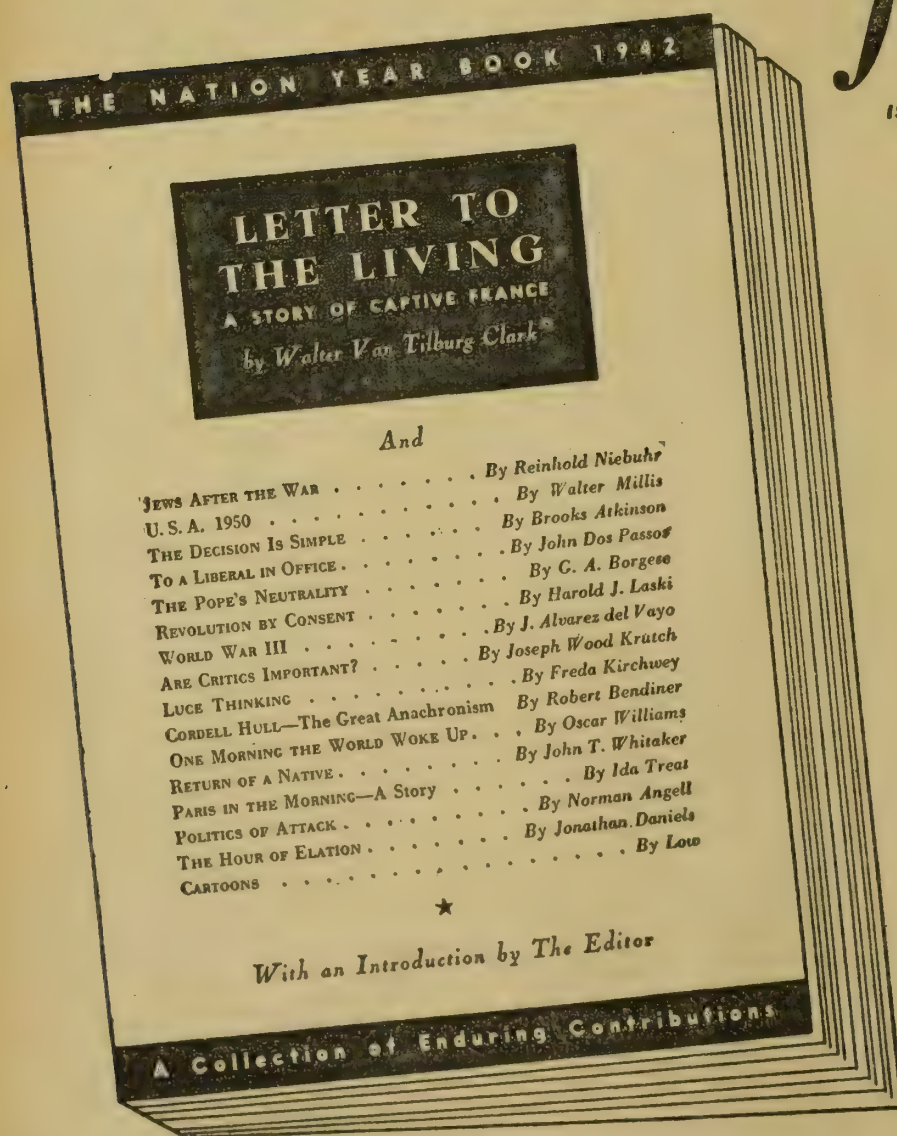 THE NATION YEAR BOOK 1942
LETTER TO
THE LIVING
A STORY OF CAPTIVE FRANCE
by Walter Van Tilburg Clark
And
JEWS AFTER THE WAR . . . . . . . By Reinhold Niebuhr
U. S. A. 1950 . . . . . . . . . . By Walter Millis
THE DECISION IS SIMPLE . . . . . . By Brooks Atkinson
TO A LIBERAL IN OFFICE . . . . . . . By John Dos Passos
THE POPE'S NEUTRALITY . . . . . . . By G. A. Borgese
REVOLUTION BY CONSENT . . . . . . . By Harold J. Laski
WORLD WAR III . . . . . . . . By J. Alvarez del Vayo
ARE CRITICS IMPORTANT? . . . . . By Joseph Wood Krutch
LUCE THINKING . . . . . . . . . . By Freda Kirchwey
CORDELL HULL—The Great Anachronism By Robert Bendiner
ONE MORNING THE WORLD WOKE UP . . . By Oscar Williams
RETURN OF A NATIVE . . . . . . . . By John T. Whitaker
PARIS IN THE MORNING—A Story . . . . . . By Ida Treat
POLITICS OF ATTACK . . . . . . . . By Norman Angell
THE HOUR OF ELATION . . . . . . . By Jonathan Daniels
CARTOONS . . . . . . . . . . . . . . . . By Low
With an Introduction by The Editor
A Collection of Enduring Contributions